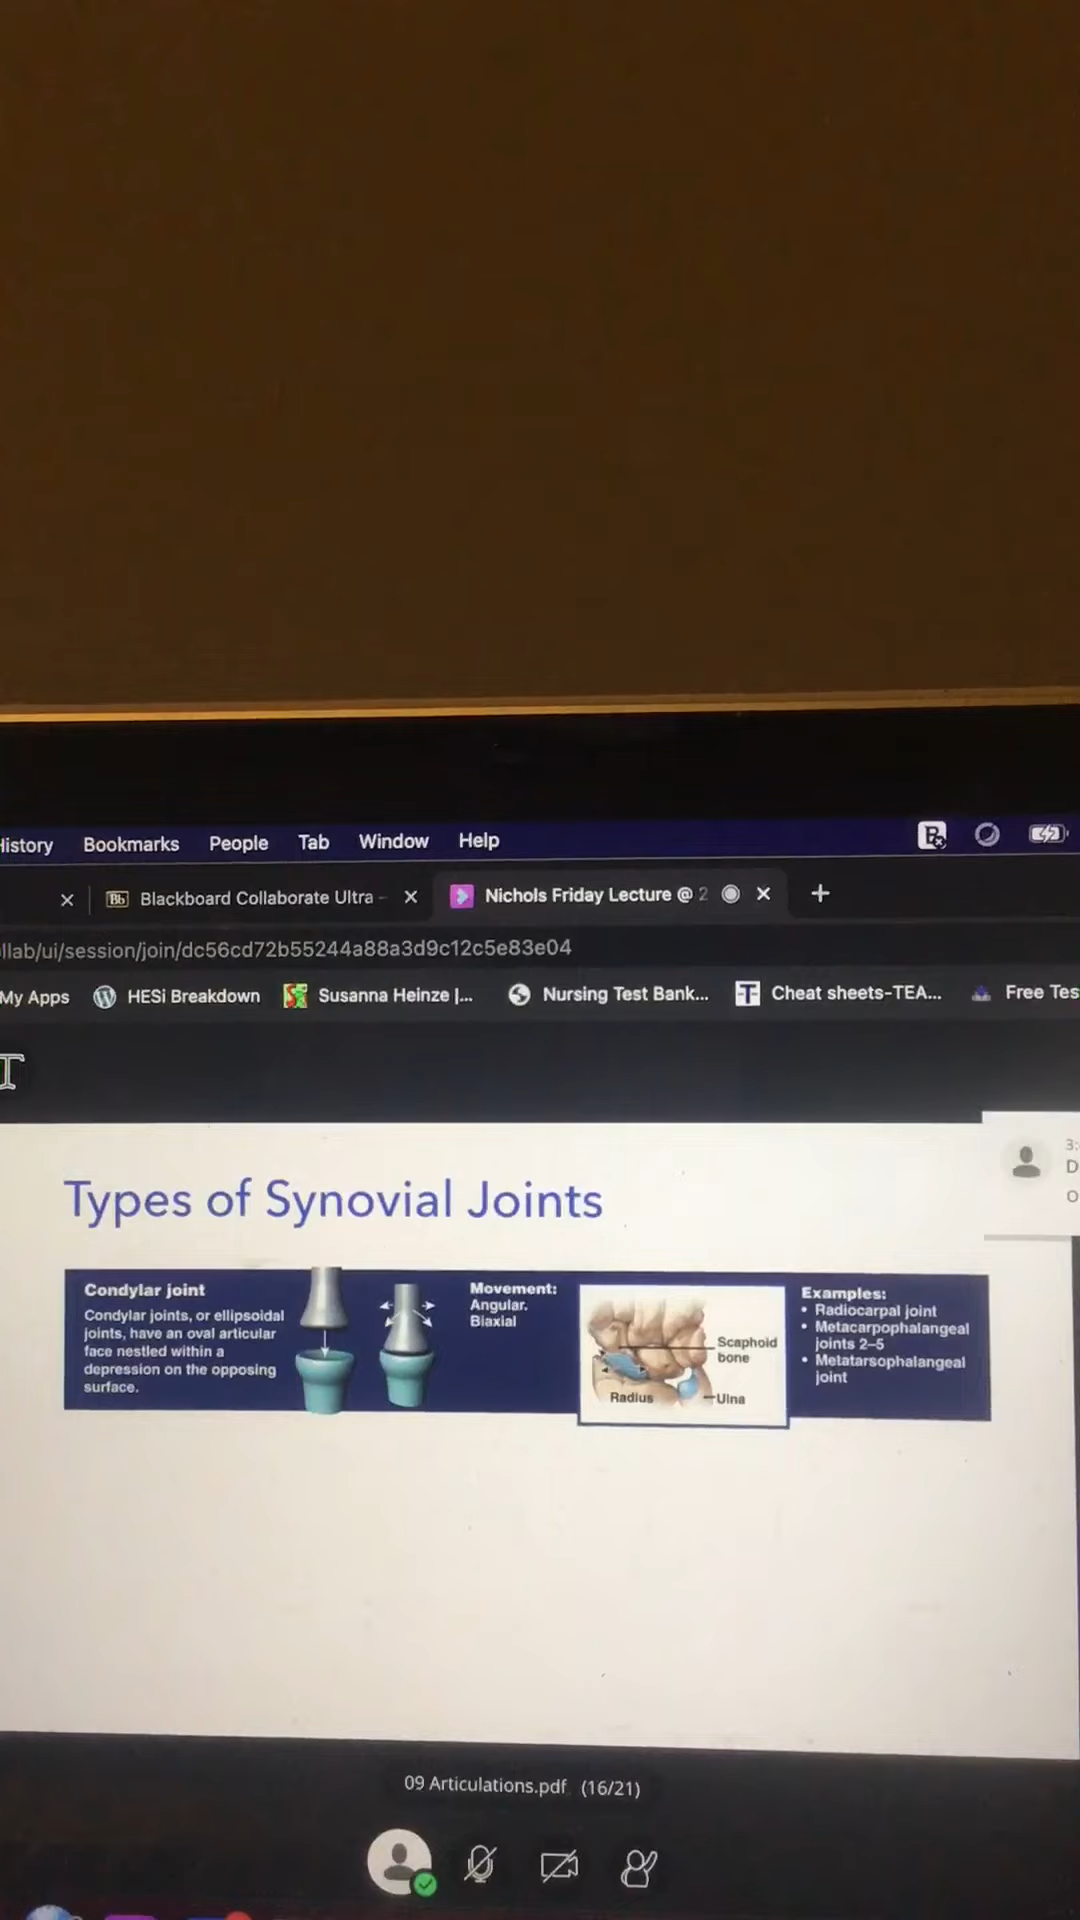 History Bookmarks People Tab Window Help
Bb Blackboard Collaborate Ultra - Nichols Friday Lecture @ 2
llab/ui/session/join/dc56cd72b55244a88a3d9c12c5e83e04
My Apps HESi Breakdown Susanna Heinze |... Nursing Test Bank... Cheat sheets-TEA... Free Tes
3:
D
o
Types of Synovial Joints
Condylar joint
Condylar joints, or ellipsoidal
joints, have an oval articular
face nestled within a
depression on the opposing
surface.
Movement:
Angular.
Biaxial
Scaphoid
bone
Radius
Ulna
Examples:
• Radiocarpal joint
• Metacarpophalangeal
joints 2–5
• Metatarsophalangeal
joint
09 Articulations.pdf (16/21)